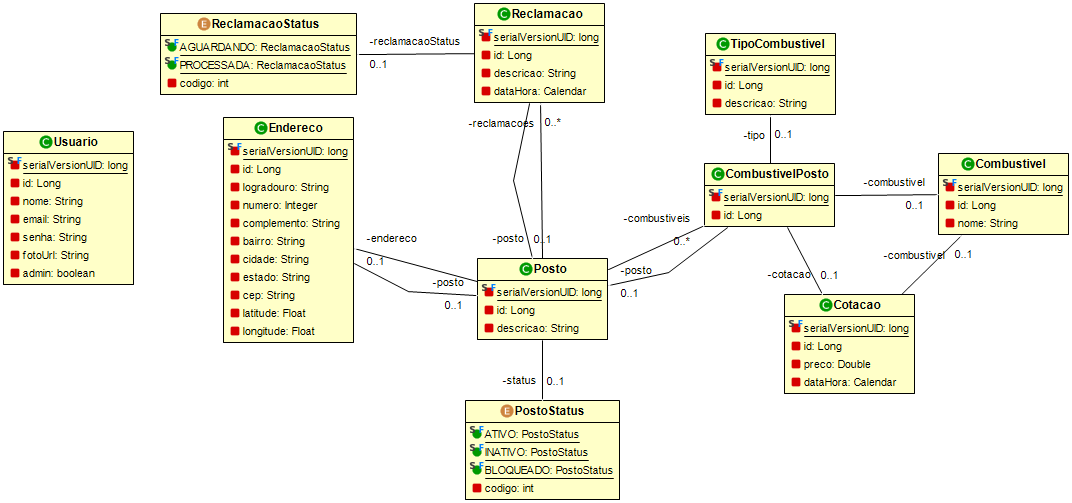 ReclamacaoStatus
AGUARDANDO: ReclamacaoStatus
PROCESSADA: ReclamacaoStatus
codigo: int
-reclamacaoStatus
0..1
Reclamacao
serialVersionUID: long
id: Long
descricao: String
dataHora: Calendar
TipoCombustivel
serialVersionUID: long
id: Long
descricao: String
Usuario
serialVersionUID: long
id: Long
nome: String
email: String
senha: String
fotoUrl: String
admin: boolean
Endereco
serialVersionUID: long
id: Long
logradouro: String
numero: Integer
complemento: String
bairro: String
cidade: String
estado: String
cep: String
latitude: Float
longitude: Float
-reclamacoes
0..*
-posto
0..1
-tipo
0..1
CombustivelPosto
serialVersionUID: long
id: Long
-combustivel
0..1
Combustivel
serialVersionUID: long
id: Long
nome: String
-combustiveis
0..*
-posto
0..1
-endereco
0..1
-posto
0..1
Posto
serialVersionUID: long
id: Long
descricao: String
-cotacao
0..1
-combustivel
0..1
Cotacao
serialVersionUID: long
id: Long
preco: Double
dataHora: Calendar
-status
0..1
PostoStatus
ATIVO: PostoStatus
INATIVO: PostoStatus
BLOQUEADO: PostoStatus
codigo: int